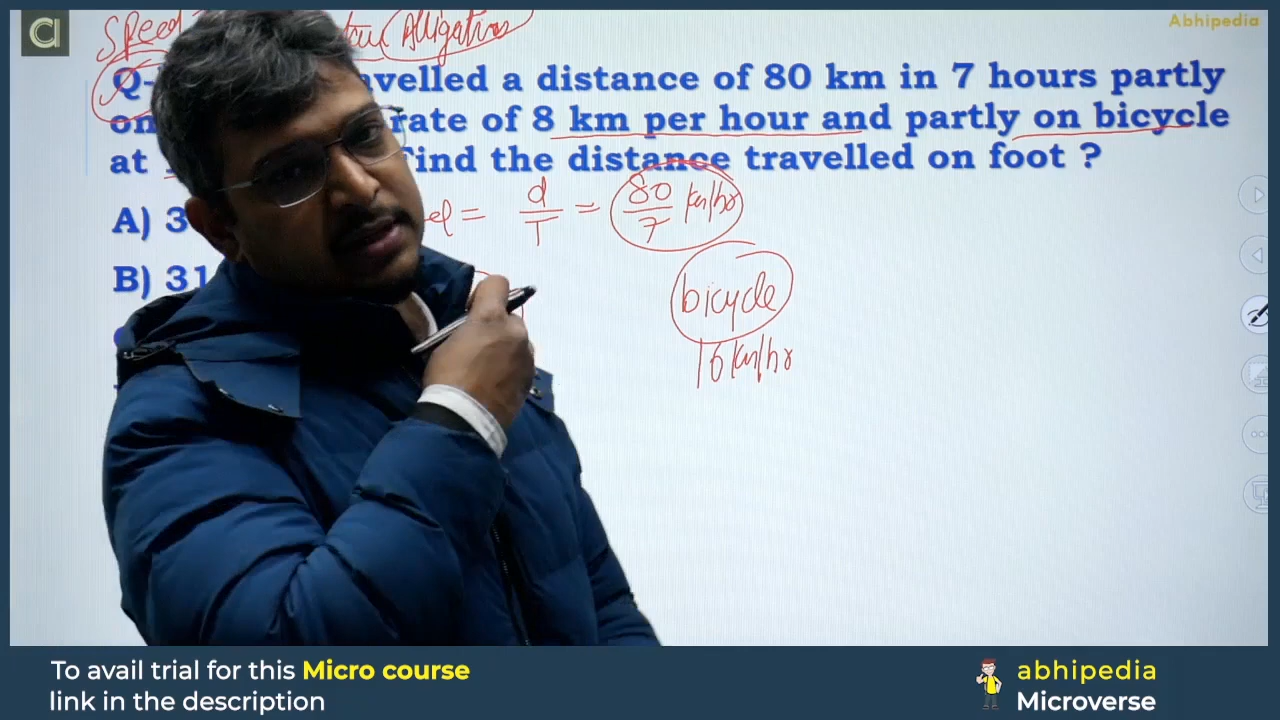 Abhipedia
Speed Alligation
Q- avelled a distance of 80 km in 7 hours partly
on rate of 8 km per hour and partly on bicycle
at find the distance travelled on foot ?
A) 3
= d/T = 80/7 km/hr
B) 31
bicycle
16 km/hr
To avail trial for this Micro course
link in the description
abhipedia
Microverse